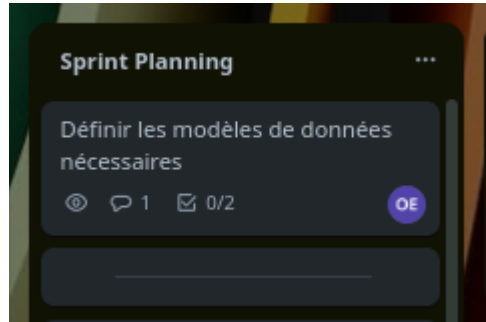 Sprint Planning
Définir les modèles de données
nécessaires
1 0/2 OE